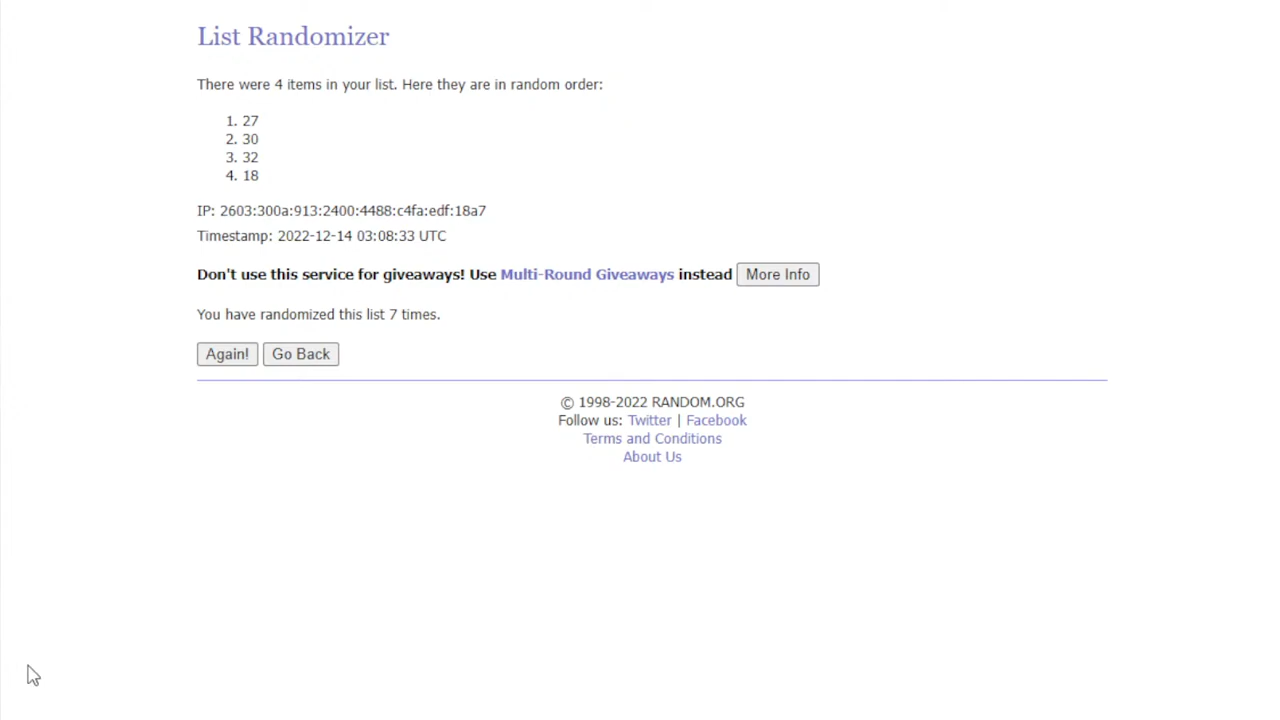 List Randomizer
There were 4 items in your list. Here they are in random order:
1. 27
2. 30
3. 32
4. 18
IP: 2603:300a:913:2400:4488:c4fa:edf:18a7
Timestamp: 2022-12-14 03:08:33 UTC
Don't use this service for giveaways! Use Multi-Round Giveaways instead More Info
You have randomized this list 7 times.
Again! Go Back
© 1998-2022 RANDOM.ORG
Follow us: Twitter | Facebook
Terms and Conditions
About Us